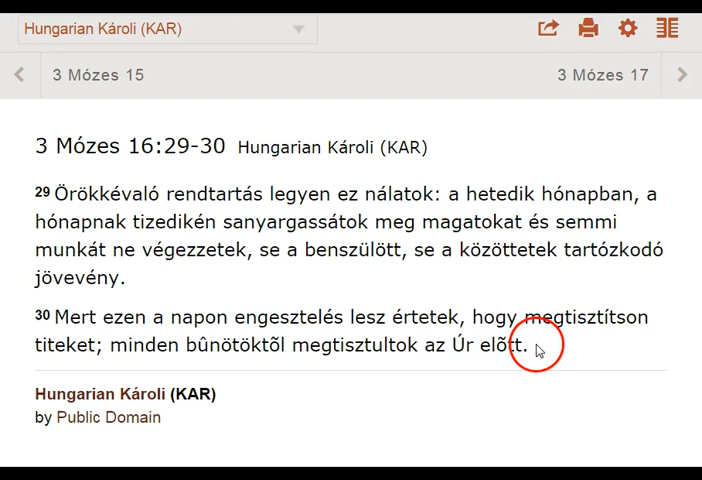 Hungarian Károli (KAR)
3 Mózes 15
3 Mózes 17
3 Mózes 16:29-30 Hungarian Károli (KAR)
29 Örökkévaló rendtartás legyen ez nálatok: a hetedik hónapban, a
hónapnak tizedikén sanyargassátok meg magatokat és semmi
munkát ne végezzetek, se a benszülött, se a közöttetek tartózkodó
jövevény.
30 Mert ezen a napon engesztelés lesz értetek, hogy megtisztítson
titeket; minden bûnötöktõl megtisztultok az Úr elõtt.
Hungarian Károli (KAR)
by Public Domain